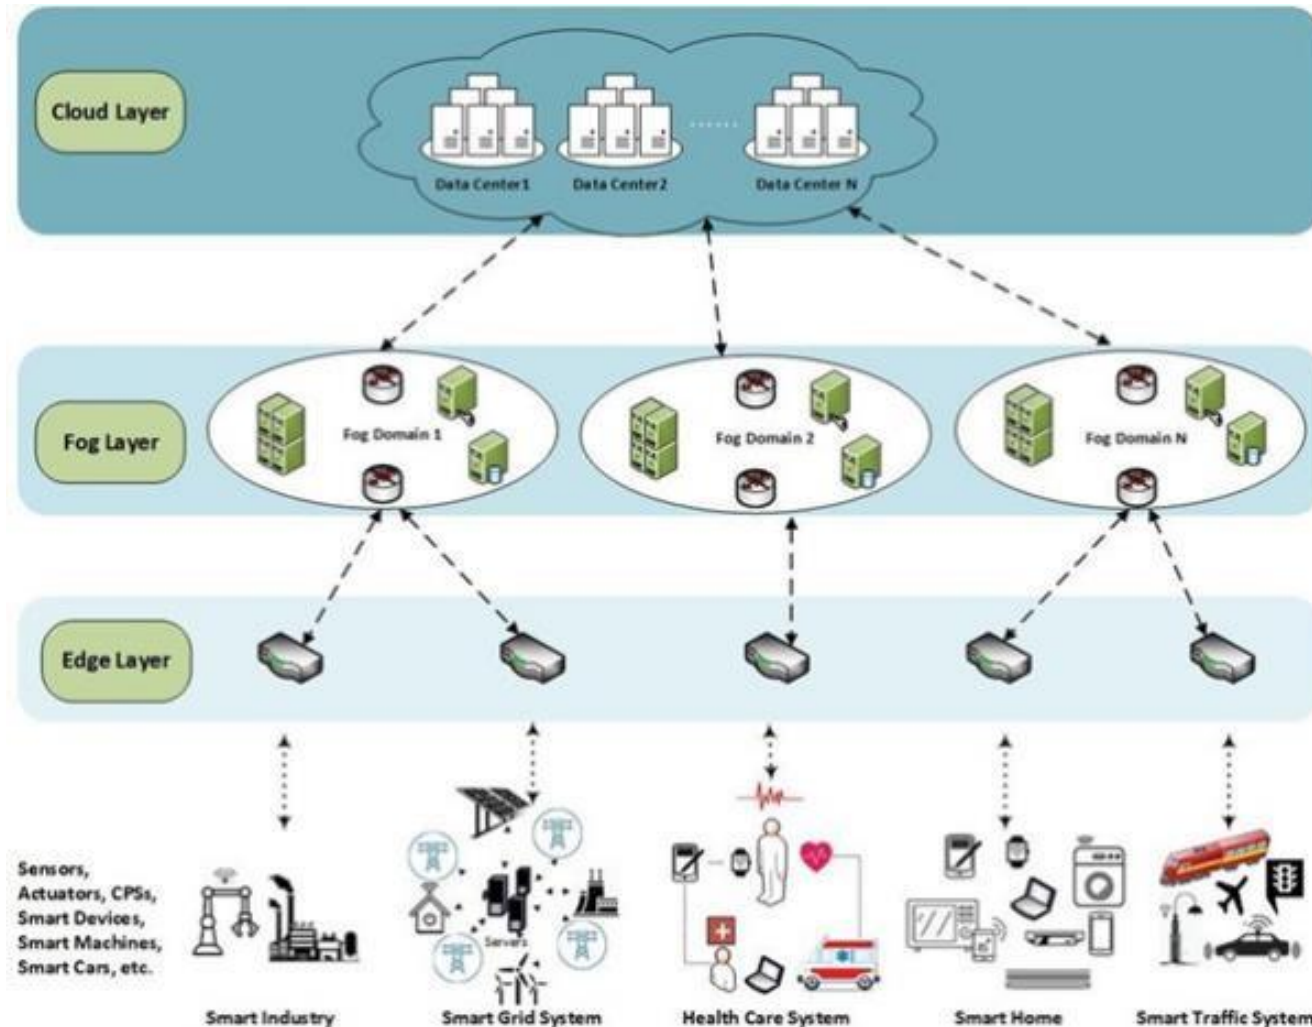 Cloud Layer
Data Center1
Data Center2
......
Data Center N
Fog Layer
Fog Domain 1
Fog Domain 2
Fog Domain N
Edge Layer
Sensors,
Actuators, CPSs,
Smart Devices,
Smart Machines,
Smart Cars, etc.
Servers
Smart Industry
Smart Grid System
Health Care System
Smart Home
Smart Traffic System